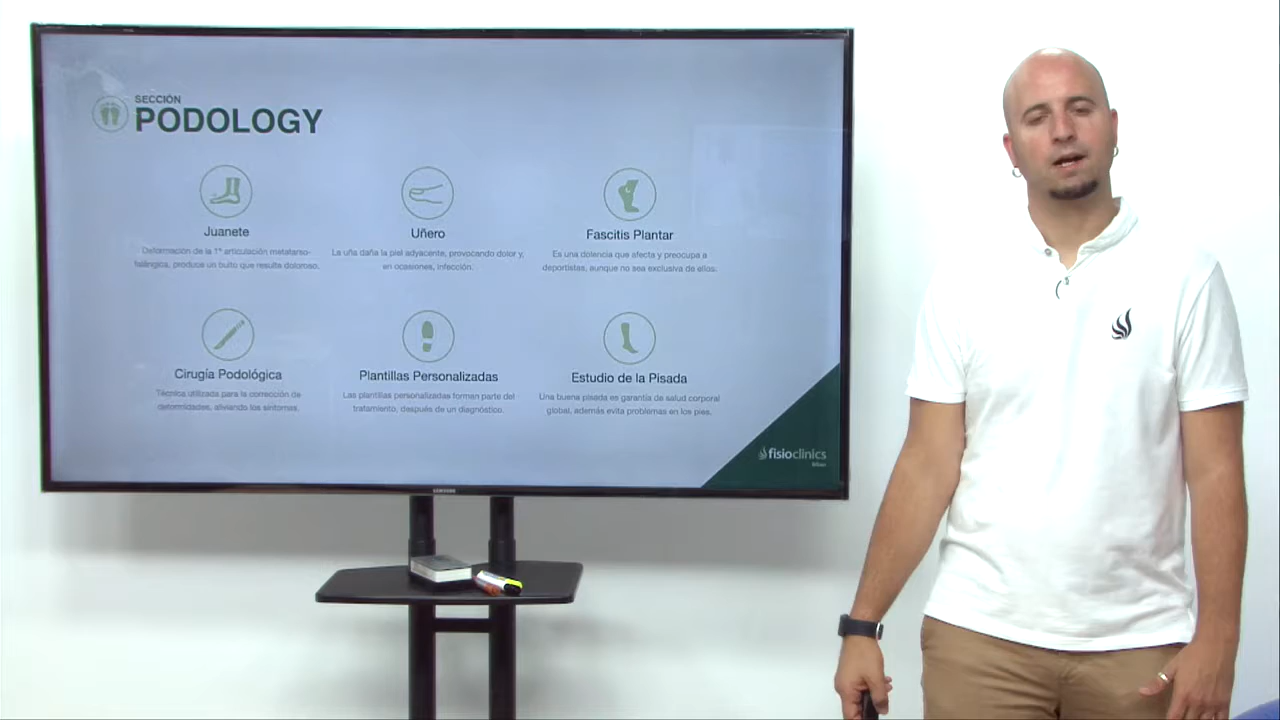 SECCIÓN
PODOLOGY
Juanete
Deformación de la 1ª articulación metatarso-
falángica, produce un bulto que resulta doloroso.
Uñero
La uña daña la piel adyacente, provocando dolor y,
en ocasiones, infección.
Fascitis Plantar
Es una dolencia que afecta y preocupa a
deportistas, aunque no sea exclusiva de ellos.
Cirugía Podológica
Técnica utilizada para la corrección de
deformidades, aliviando los síntomas.
Plantillas Personalizadas
Las plantillas personalizadas forman parte del
tratamiento, después de un diagnóstico.
Estudio de la Pisada
Una buena pisada es garantía de salud corporal
global, además evita problemas en los pies.
fisioclinics
Bilbao
SAMSUNG